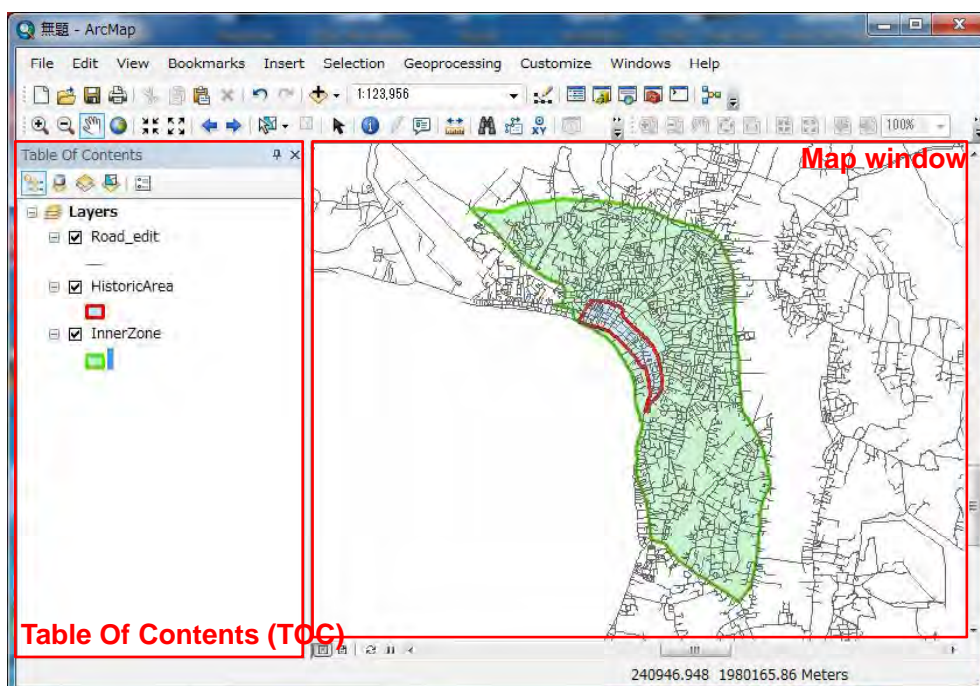 無題 - ArcMap
File Edit View Bookmarks Insert Selection Geoprocessing Customize Windows Help
1:123,956
100%
Table Of Contents
Map window
Layers
Road_edit
HistoricArea
InnerZone
Table Of Contents (TOC)
240946.948 1980165.86 Meters